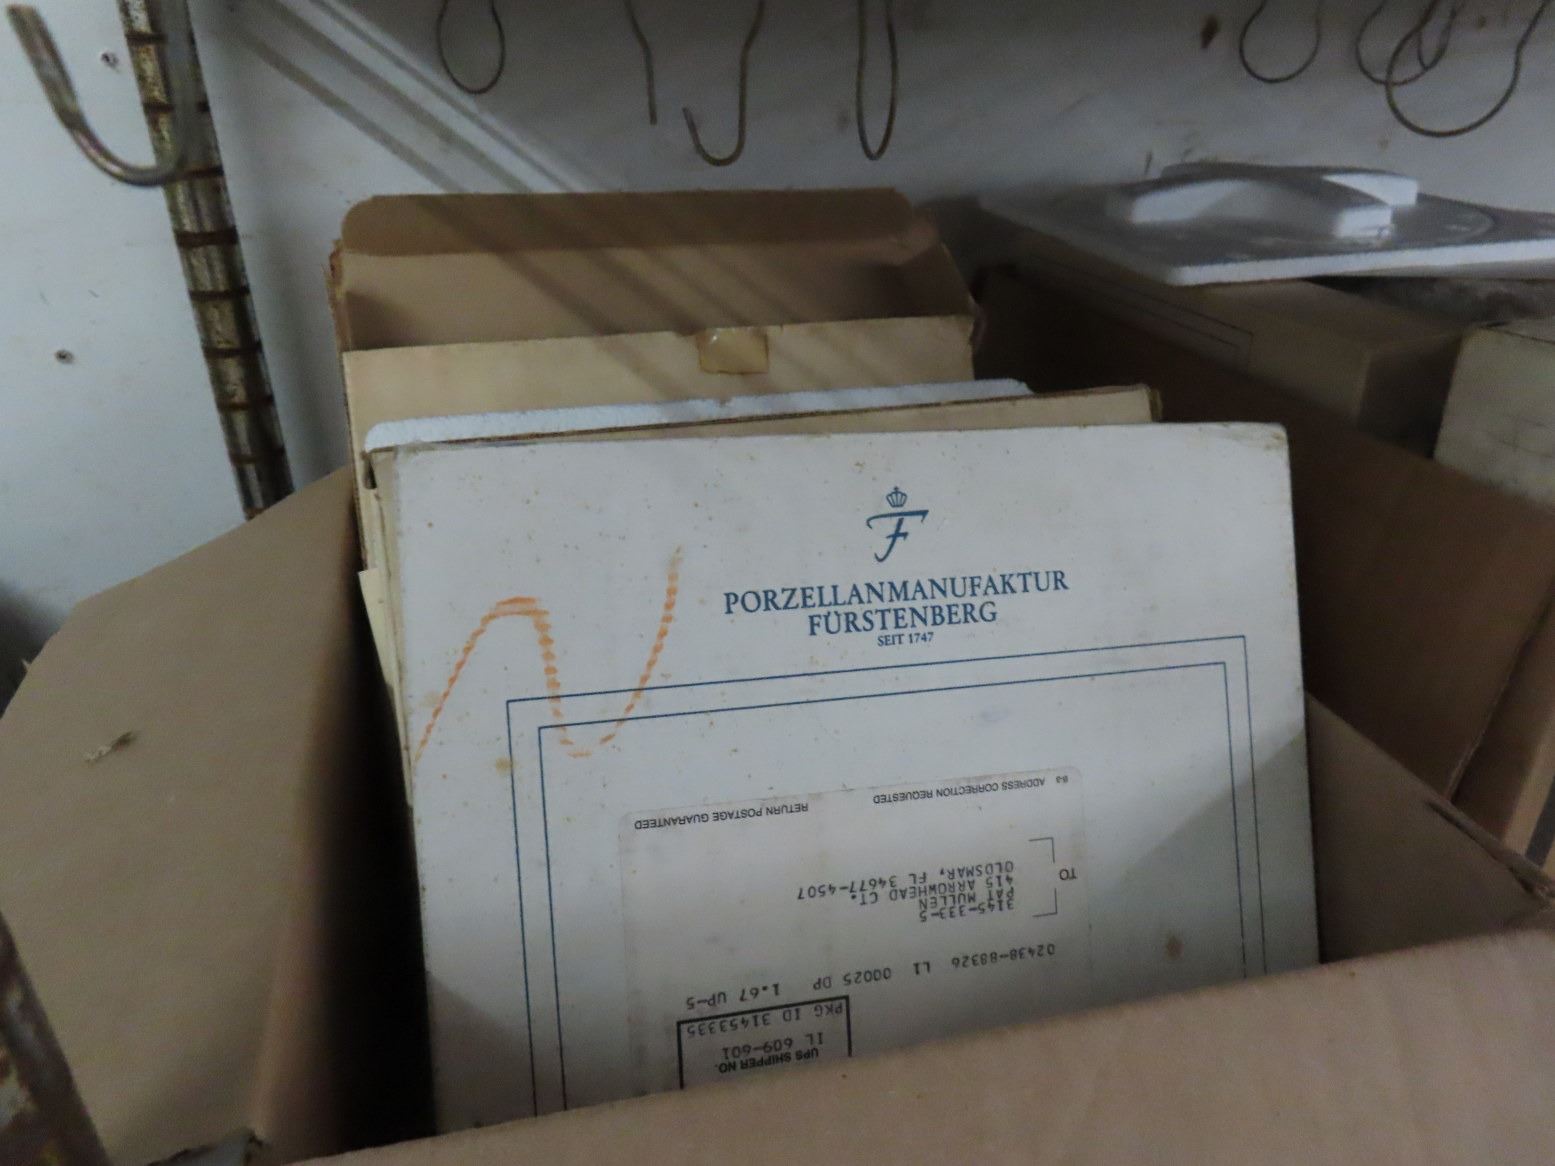 F
PORZELLANMANUFAKTUR
FÜRSTENBERG
SEIT 1747
UPS SHIPPER NO.
IL 609-601
PKG ID 31453335
02438-88326 L1 00025 DP 1.67 UP-5
TO
3145-333-5
PAT MULLEN
415 ARROWHEAD CT.
OLDSMAR, FL 34677-4507
ADDRESS CORRECTION REQUESTED
RETURN POSTAGE GUARANTEED